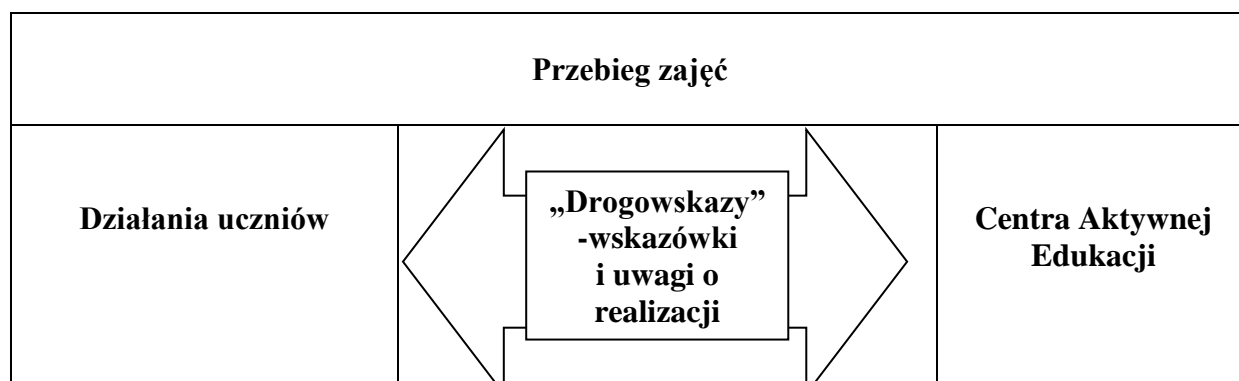 Przebieg zajęć
Działania uczniów
„Drogowskazy”
-wskazówki
i uwagi o
realizacji
Centra Aktywnej
Edukacji